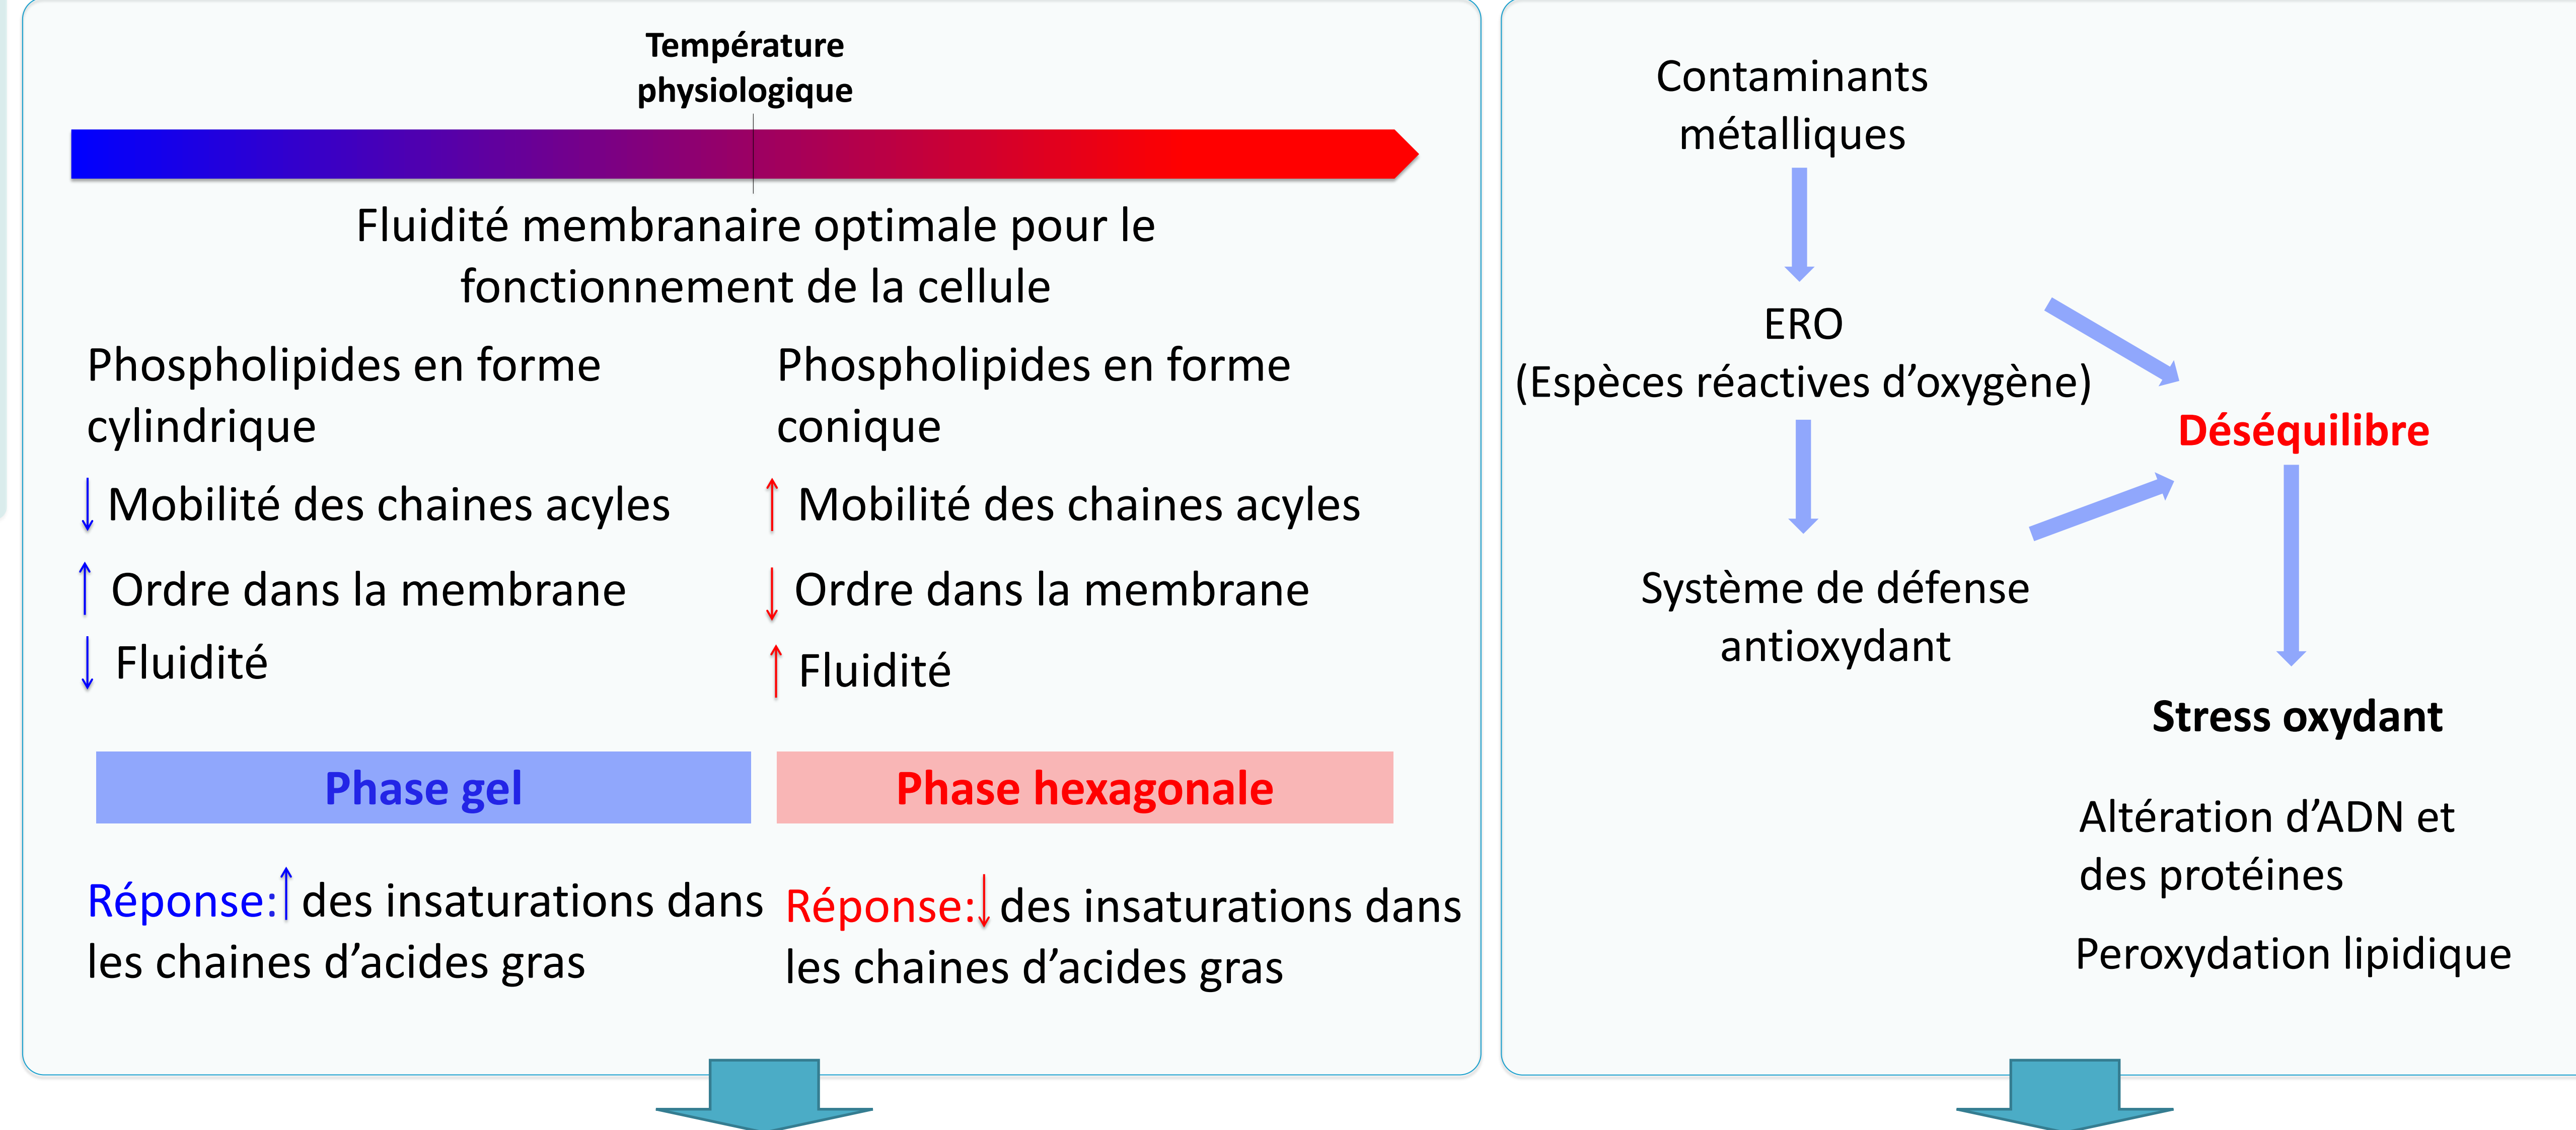 Température
physiologique
Fluidité membranaire optimale pour le
fonctionnement de la cellule
Phospholipides en forme
cylindrique
↓ Mobilité des chaines acyles
↑ Ordre dans la membrane
↓ Fluidité
Phase gel
Réponse:↑ des insaturations dans
les chaines d’acides gras
Phospholipides en forme
conique
↑ Mobilité des chaines acyles
↓ Ordre dans la membrane
↑ Fluidité
Phase hexagonale
Réponse:↓ des insaturations dans
les chaines d’acides gras
Contaminants
métalliques
ERO
(Espèces réactives d’oxygène)
Système de défense
antioxydant
Déséquilibre
Stress oxydant
Altération d’ADN et
des protéines
Peroxydation lipidique